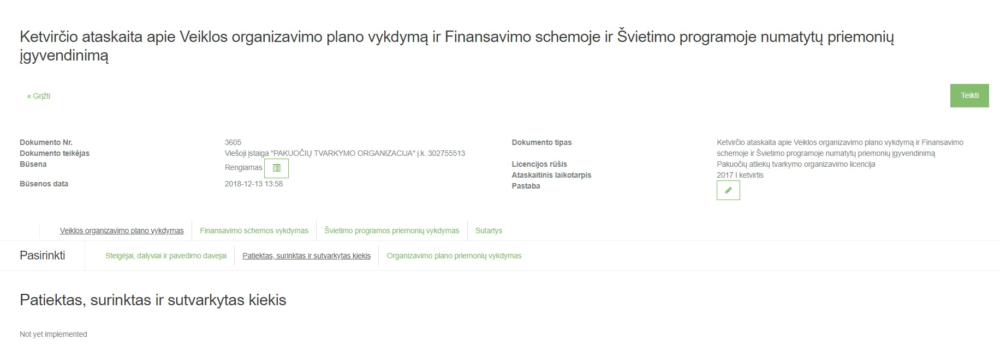 Ketvirčio ataskaita apie Veiklos organizavimo plano vykdymą ir Finansavimo schemoje ir Švietimo programoje numatytų priemonių
įgyvendinimą
« Grįžti
Teikti
Dokumento Nr.
3605
Dokumento teikėjas
Viešoji įstaiga "PAKUOČIŲ TVARKYMO ORGANIZACIJA" į.k. 302755513
Būsena
Rengiamas
Būsenos data
2018-12-13 13:58
Dokumento tipas
Ketvirčio ataskaita apie Veiklos organizavimo plano vykdymą ir Finansavimo
schemoje ir Švietimo programoje numatytų priemonių įgyvendinimą
Licencijos rūšis
Pakuočių atliekų tvarkymo organizavimo licencija
Ataskaitinis laikotarpis
2017 I ketvirtis
Pastaba
Veiklos organizavimo plano vykdymas
Finansavimo schemos vykdymas
Švietimo programos priemonių vykdymas
Sutartys
Pasirinkti
Steigėjai, dalyviai ir pavedimo davejai
Patiektas, surinktas ir sutvarkytas kiekis
Organizavimo plano priemonių vykdymas
Patiektas, surinktas ir sutvarkytas kiekis
Not yet implemented